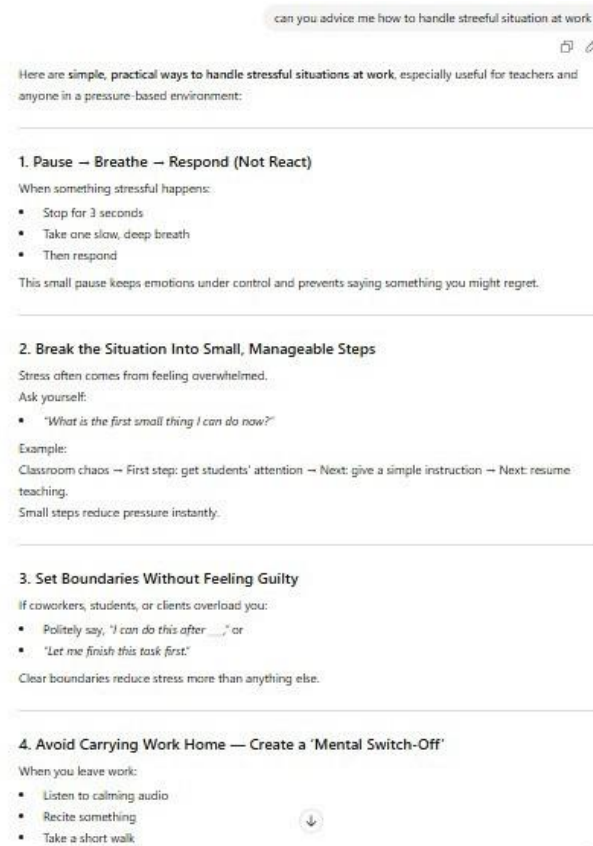 can you advice me how to handle streeful situation at work
Here are simple, practical ways to handle stressful situations at work, especially useful for teachers and
anyone in a pressure-based environment:
1. Pause → Breathe → Respond (Not React)
When something stressful happens:
• Stop for 3 seconds
• Take one slow, deep breath
• Then respond
This small pause keeps emotions under control and prevents saying something you might regret.
2. Break the Situation Into Small, Manageable Steps
Stress often comes from feeling overwhelmed.
Ask yourself:
• "What is the first small thing I can do now?"
Example:
Classroom chaos → First step: get students' attention → Next: give a simple instruction → Next: resume
teaching.
Small steps reduce pressure instantly.
3. Set Boundaries Without Feeling Guilty
If coworkers, students, or clients overload you:
• Politely say, "I can do this after __," or
• "Let me finish this task first."
Clear boundaries reduce stress more than anything else.
4. Avoid Carrying Work Home — Create a 'Mental Switch-Off'
When you leave work:
• Listen to calming audio
• Recite something
• Take a short walk